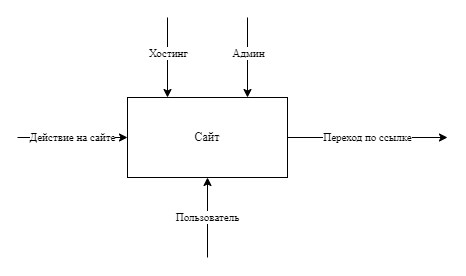 Хостинг
Админ
Действие на сайте
Сайт
Переход по ссылке
Пользователь